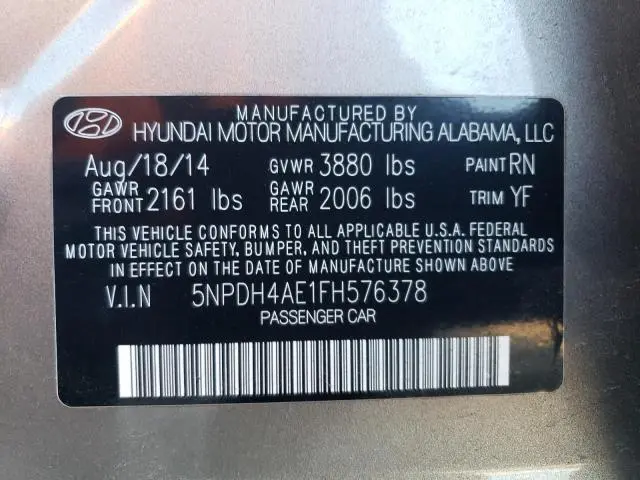 MANUFACTURED BY
HYUNDAI MOTOR MANUFACTURING ALABAMA, LLC
Aug/18/14 GVWR 3880 lbs PAINT RN
GAWR FRONT 2161 lbs GAWR REAR 2006 lbs TRIM YF
THIS VEHICLE CONFORMS TO ALL APPLICABLE U.S.A. FEDERAL
MOTOR VEHICLE SAFETY, BUMPER, AND THEFT PREVENTION STANDARDS
IN EFFECT ON THE DATE OF MANUFACTURE SHOWN ABOVE
V.I.N 5NPDH4AE1FH576378
PASSENGER CAR